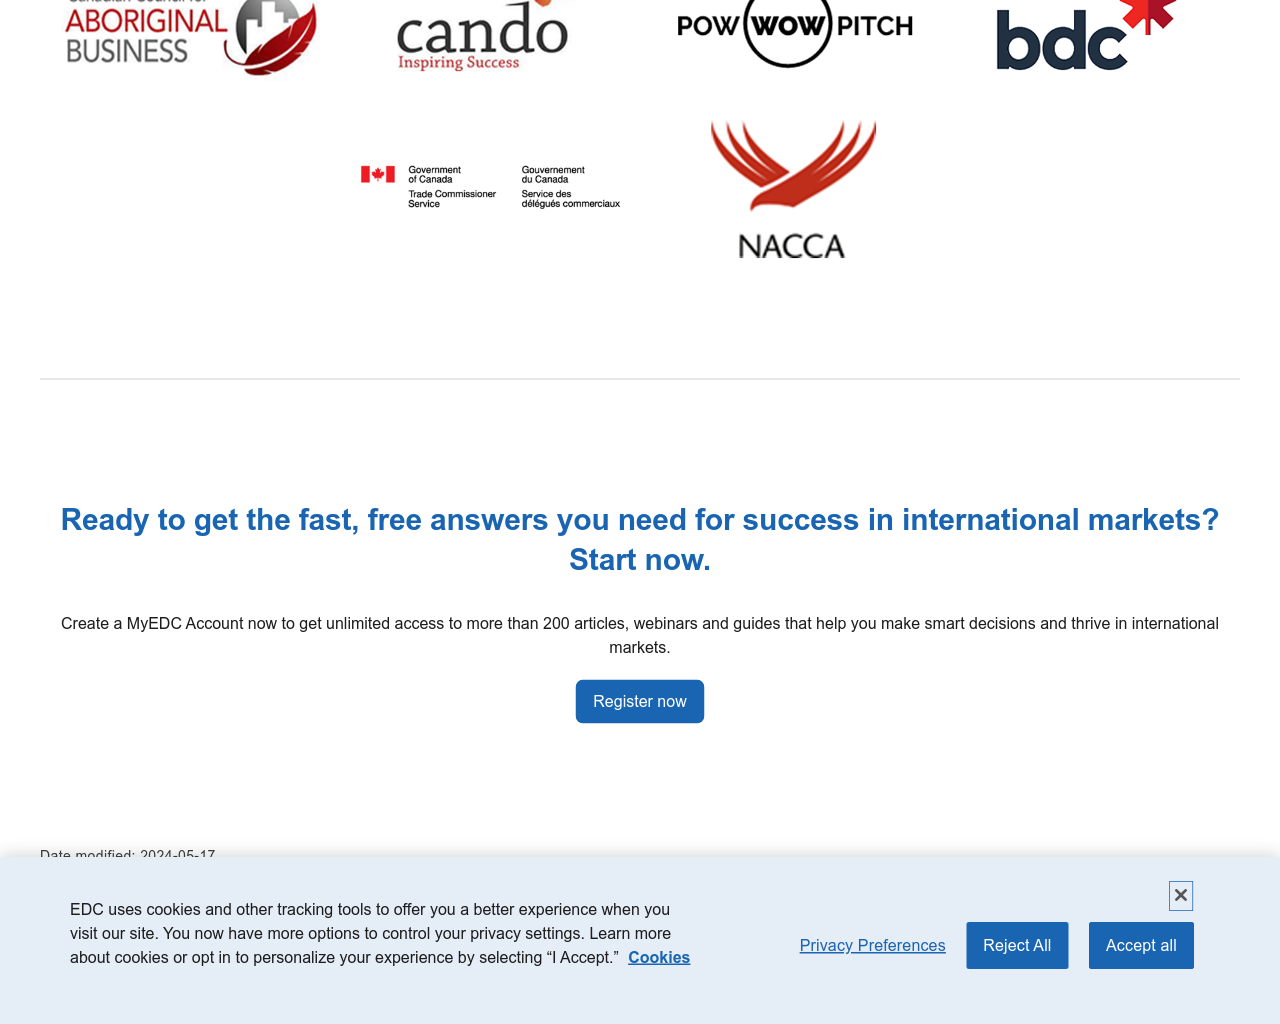 ABORIGINAL
BUSINESS
cando
Inspiring Success
POW WOW PITCH
bdc
Government
of Canada
Gouvernement
du Canada
Trade Commissioner
Service
Service des
délégués commerciaux
NACCA
Ready to get the fast, free answers you need for success in international markets?
Start now.
Create a MyEDC Account now to get unlimited access to more than 200 articles, webinars and guides that help you make smart decisions and thrive in international
markets.
Register now
Date modified: 2024-05-17
EDC uses cookies and other tracking tools to offer you a better experience when you
visit our site. You now have more options to control your privacy settings. Learn more
about cookies or opt in to personalize your experience by selecting “I Accept.” Cookies
Privacy Preferences
Reject All
Accept all